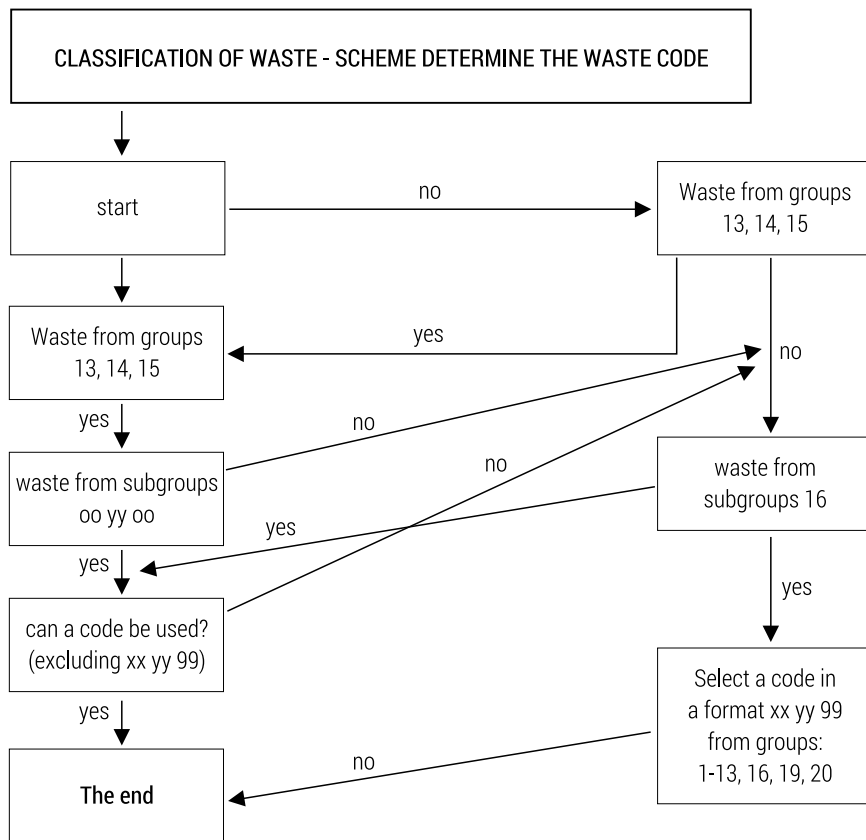 CLASSIFICATION OF WASTE - SCHEME DETERMINE THE WASTE CODE
start
no
Waste from groups
13, 14, 15
Waste from groups
13, 14, 15
yes
no
yes
no
waste from subgroups
oo yy oo
no
waste from
subgroups 16
yes
yes
yes
can a code be used?
(excluding xx yy 99)
Select a code in
a format xx yy 99
from groups:
1-13, 16, 19, 20
yes
no
The end